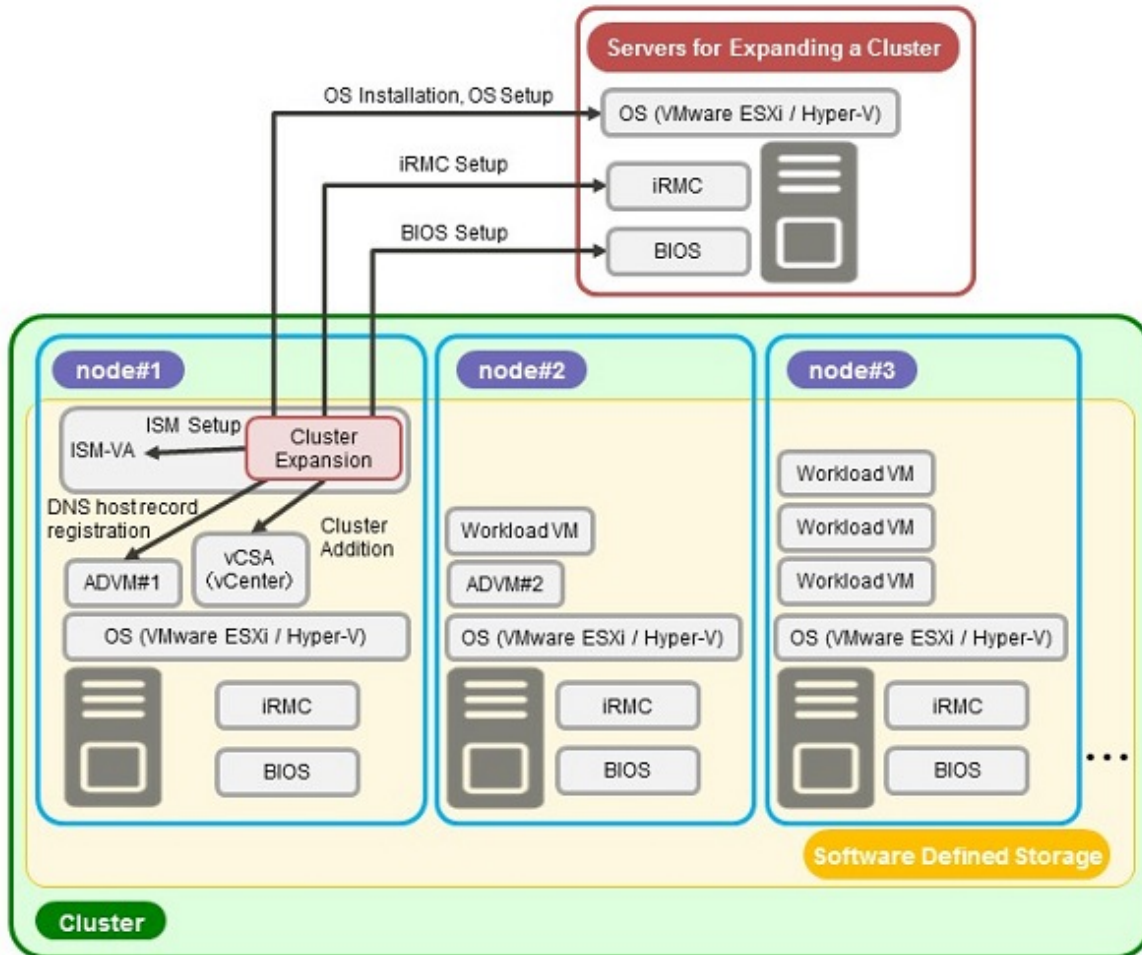 Servers for Expanding a Cluster
OS Installation, OS Setup
OS (VMware ESXi / Hyper-V)
iRMC Setup
iRMC
BIOS Setup
BIOS
node#1
node#2
node#3
ISM Setup
ISM-VA
Cluster
Expansion
DNS host record
registration
Cluster
Addition
ADVM#1
vCSA
(vCenter)
OS (VMware ESXi / Hyper-V)
iRMC
BIOS
Workload VM
ADVM#2
OS (VMware ESXi / Hyper-V)
iRMC
BIOS
Workload VM
Workload VM
Workload VM
OS (VMware ESXi / Hyper-V)
iRMC
BIOS
...
Software Defined Storage
Cluster